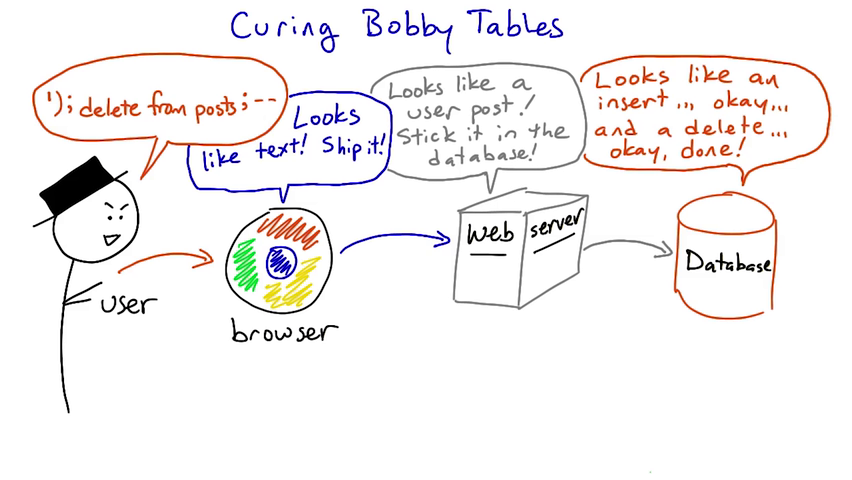 Curing Bobby Tables
'); delete from posts; --
Looks
like text! Ship it!
Looks like a
user post!
Stick it in the
database!
Looks like an
insert ... okay...
and a delete ...
okay, done!
user
browser
web server
Database